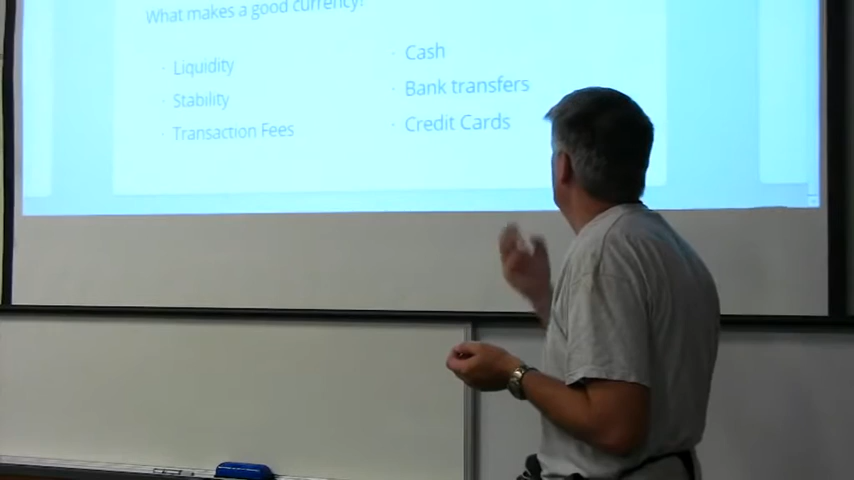 What makes a good currency?
· Liquidity
· Stability
· Transaction Fees
· Cash
· Bank transfers
· Credit Cards